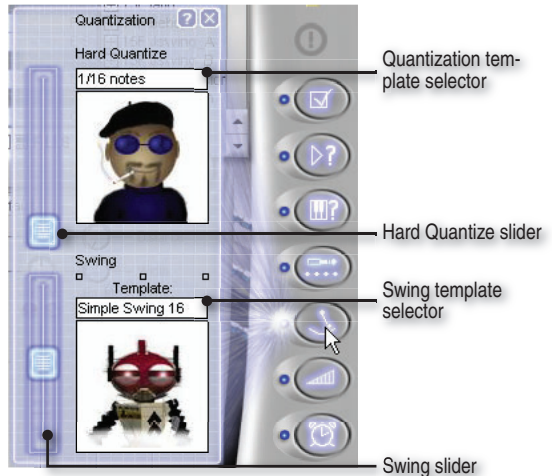 Quantization ? X
Hard Quantize
1/16 notes
Swing
Template:
Simple Swing 16
Quantization tem-
plate selector
Hard Quantize slider
Swing template
selector
Swing slider